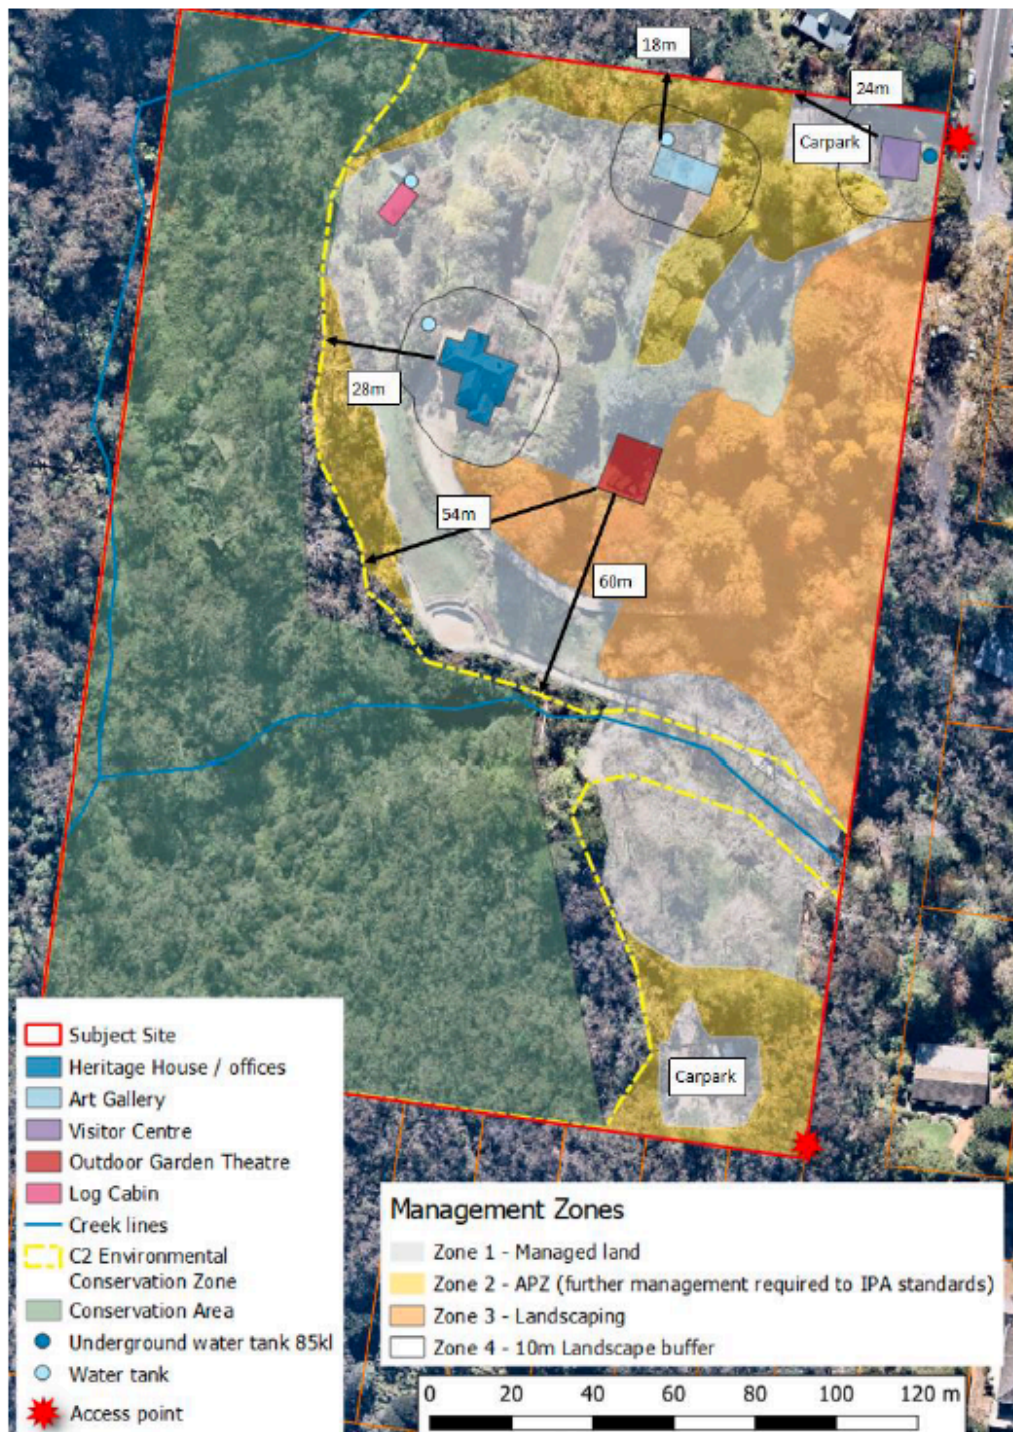 18m
24m
Carpark
28m
54m
60m
Carpark
Subject Site
Heritage House / offices
Art Gallery
Visitor Centre
Outdoor Garden Theatre
Log Cabin
Creek lines
C2 Environmental
Conservation Zone
Conservation Area
Underground water tank 85kl
Water tank
Access point
Management Zones
Zone 1 - Managed land
Zone 2 - APZ (further management required to IPA standards)
Zone 3 - Landscaping
Zone 4 - 10m Landscape buffer
0 20 40 60 80 100 120 m